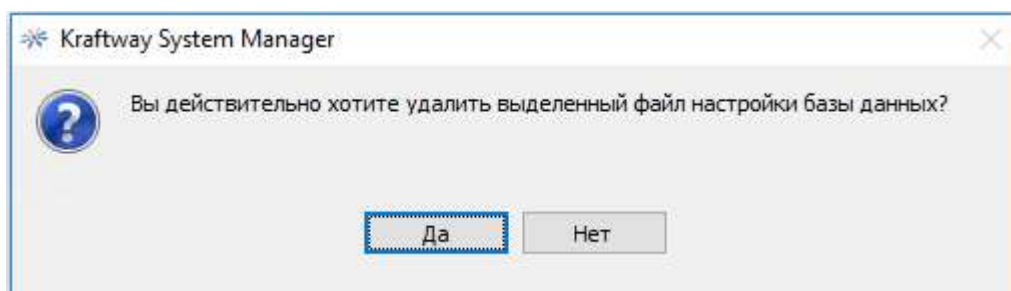 Kraftway System Manager
Вы действительно хотите удалить выделенный файл настройки базы данных?
Да
Нет